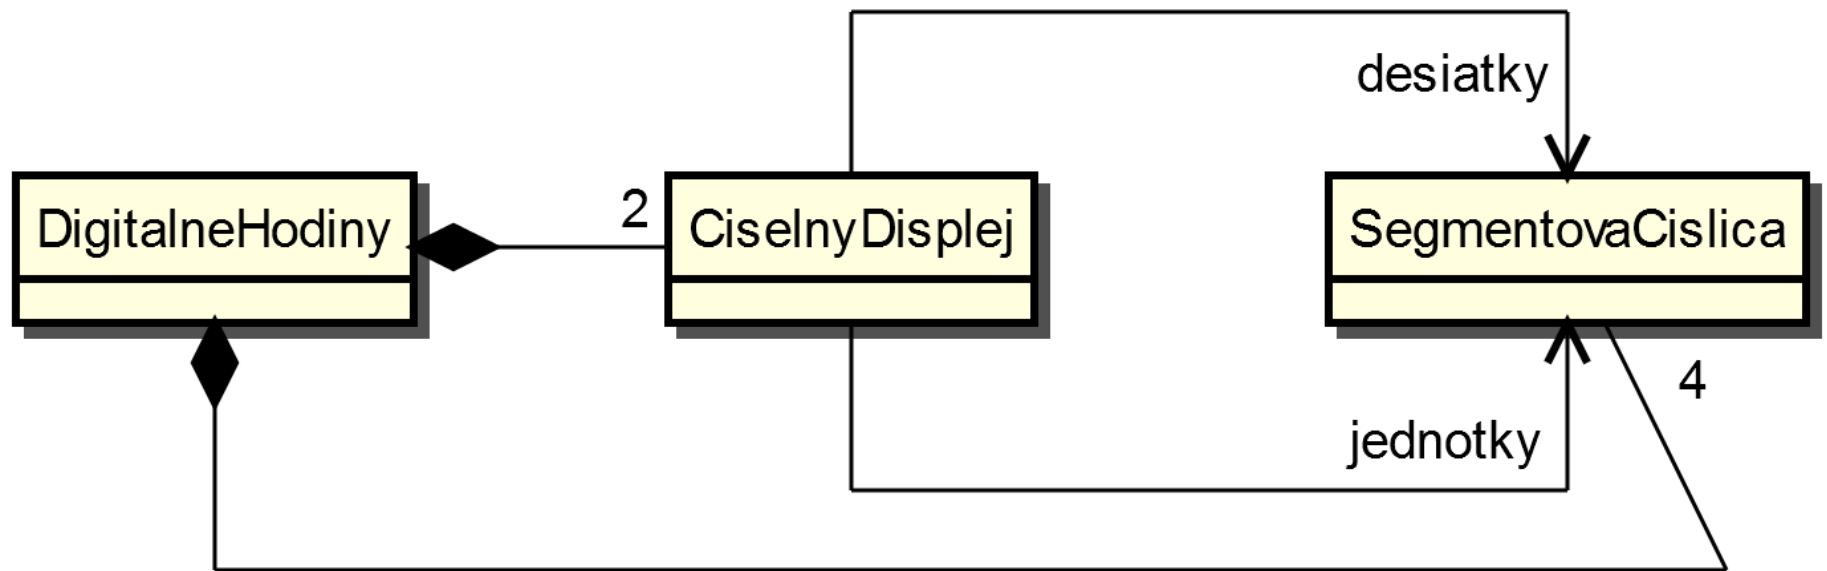 desiatky
DigitalneHodiny
2
CiselnyDisplej
SegmentovaCislica
4
jednotky